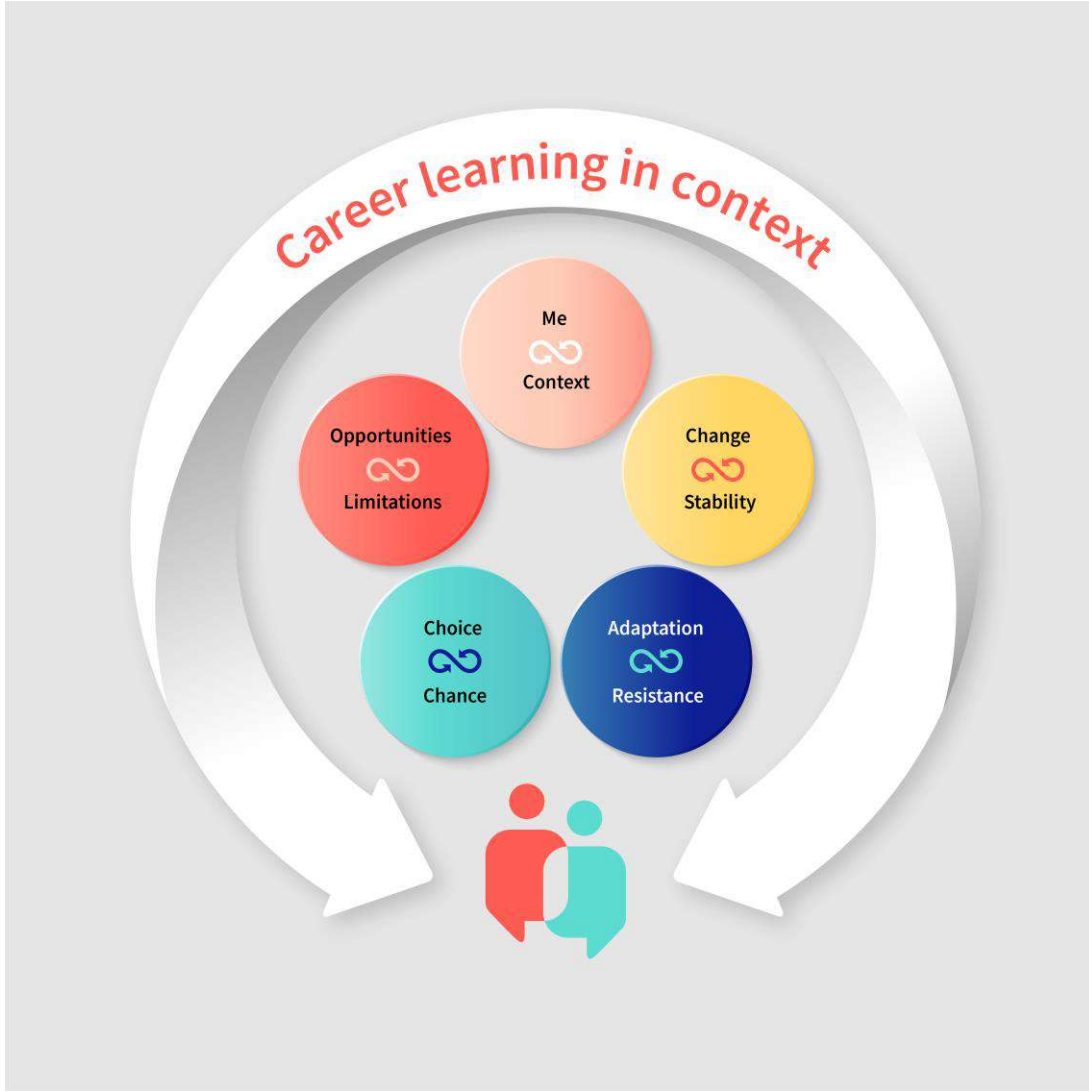 Career learning in context
Me
Context
Opportunities
Limitations
Change
Stability
Choice
Chance
Adaptation
Resistance